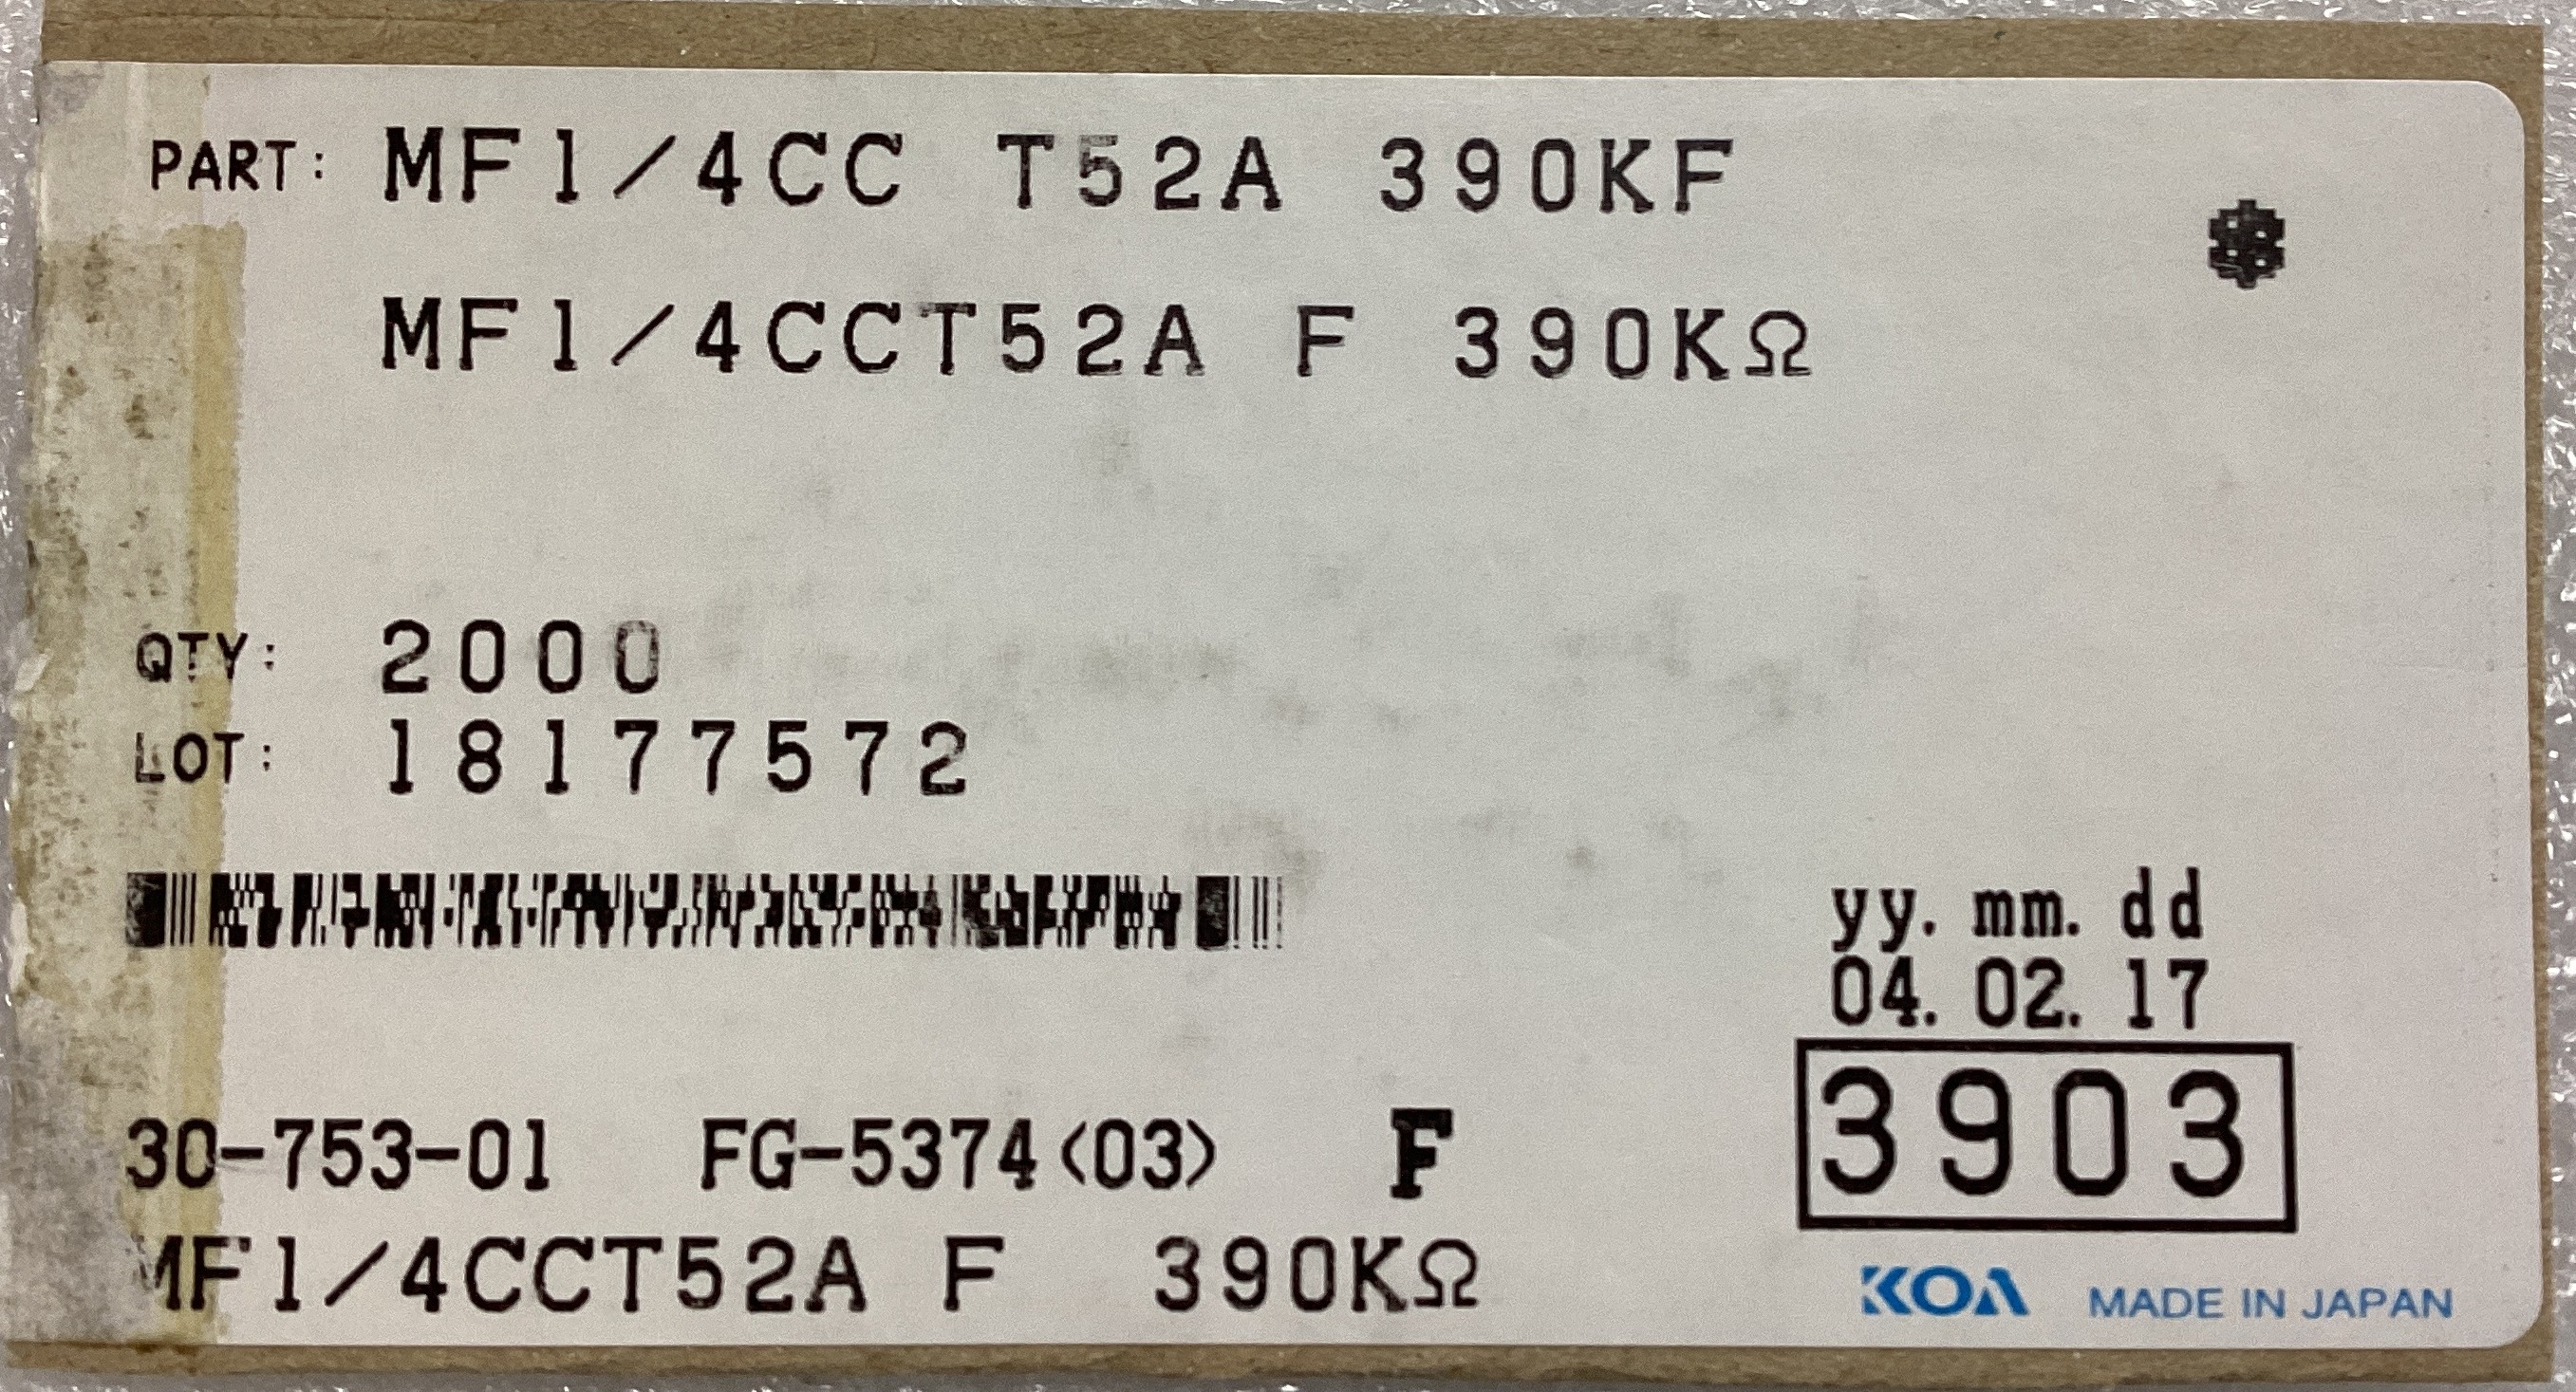 PART: MF1/4CC T52A 390KF
MF1/4CCT52A F 390KΩ
QTY: 2000
LOT: 18177572
yy. mm. dd
04. 02. 17
3903
30-753-01 FG-5374<03> F
MF1/4CCT52A F 390KΩ
KOA MADE IN JAPAN